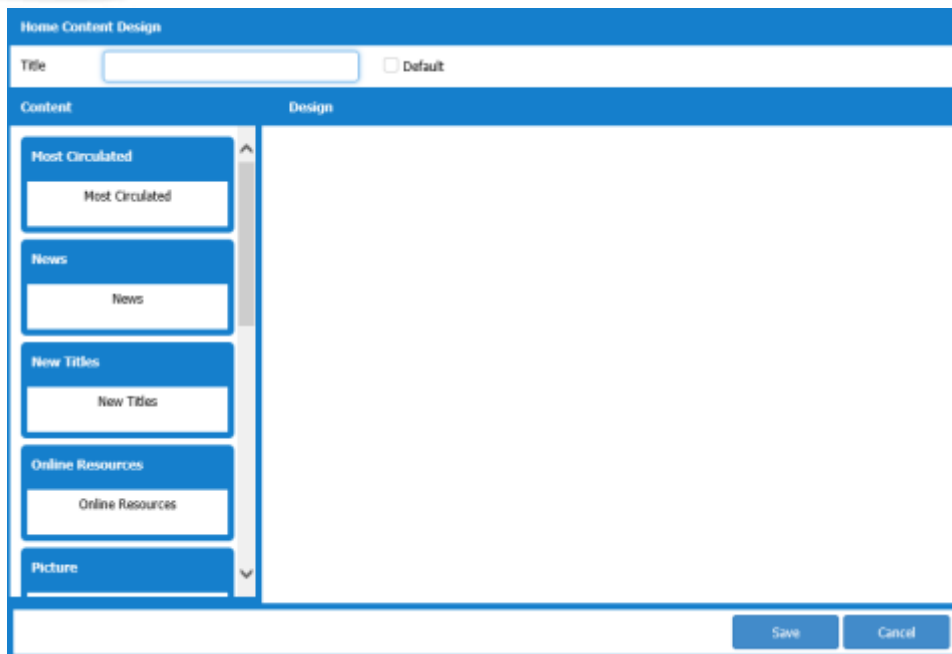 Home Content Design
Title
Default
Content
Design
Most Circulated
Most Circulated
News
News
New Titles
New Titles
Online Resources
Online Resources
Picture
Save Cancel